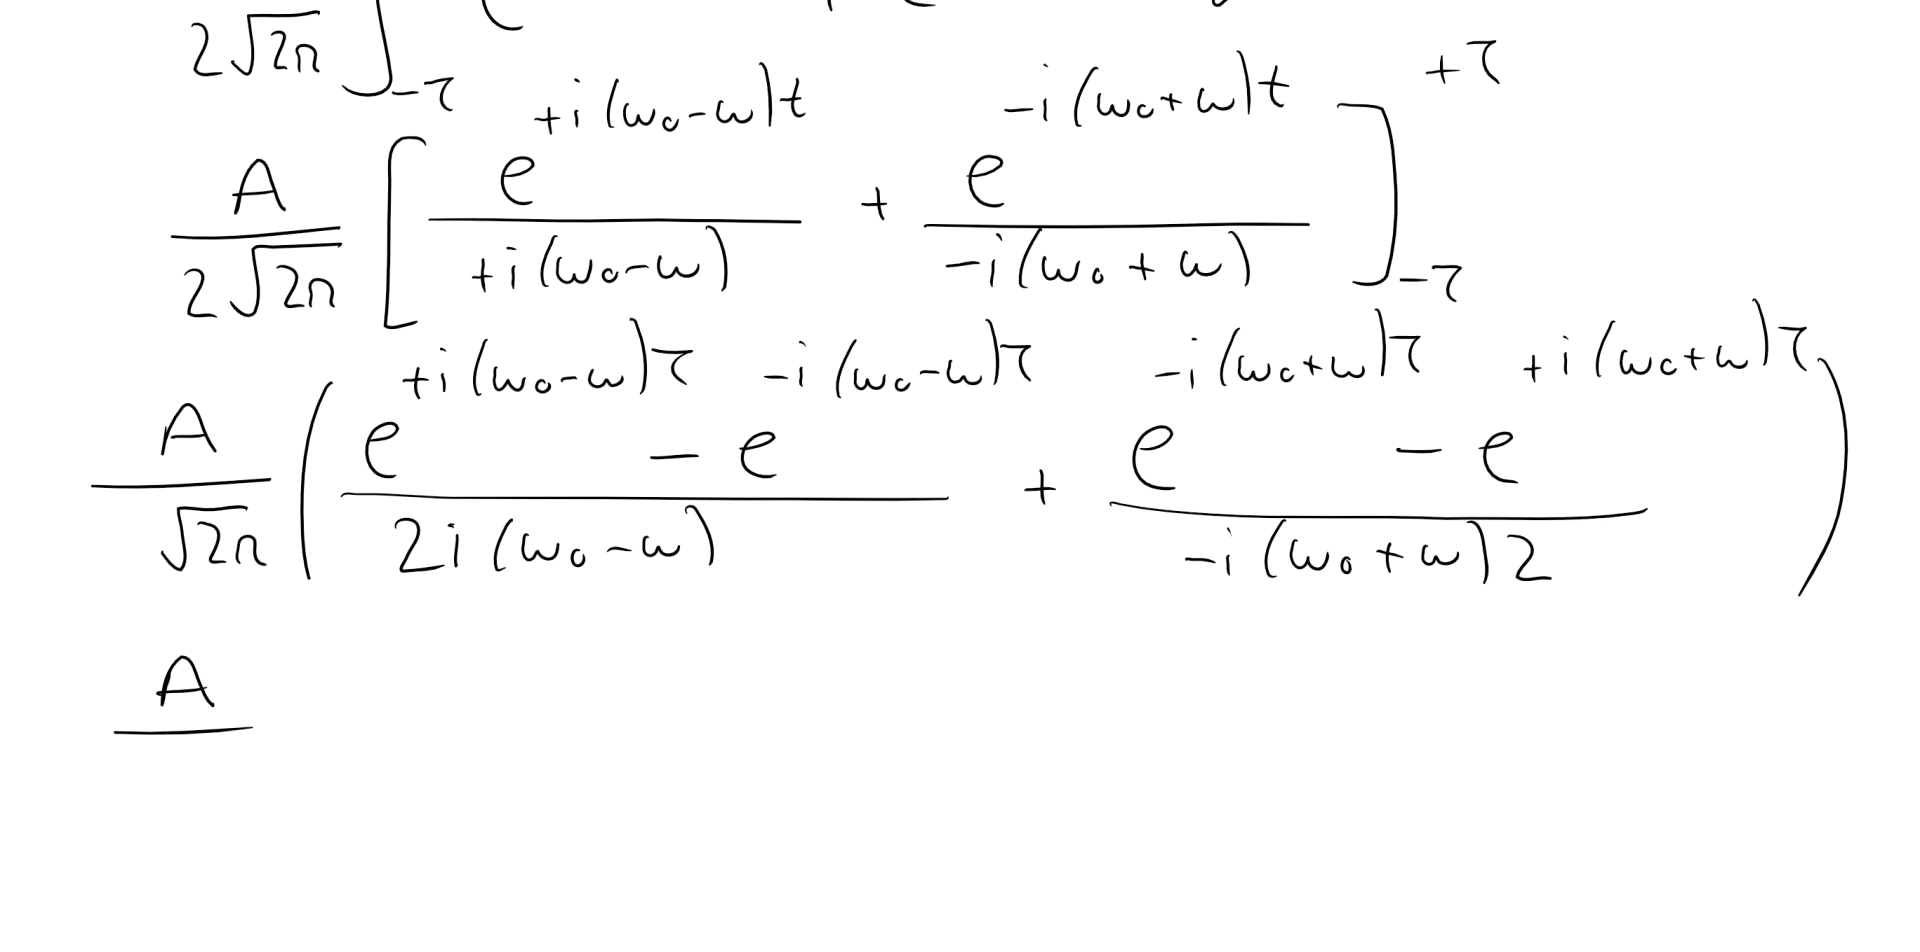 2√2π ∫ −τ
A/(2√2π) [ e^(+i(ω₀−ω)t) / (+i(ω₀−ω)) + e^(−i(ω₀+ω)t) / (−i(ω₀+ω)) ]_(−τ)^(+τ)
A/√2π ( (e^(+i(ω₀−ω)τ) − e^(−i(ω₀−ω)τ)) / (2i(ω₀−ω)) + (e^(−i(ω₀+ω)τ) − e^(+i(ω₀+ω)τ)) / (−i(ω₀+ω)2) )
A